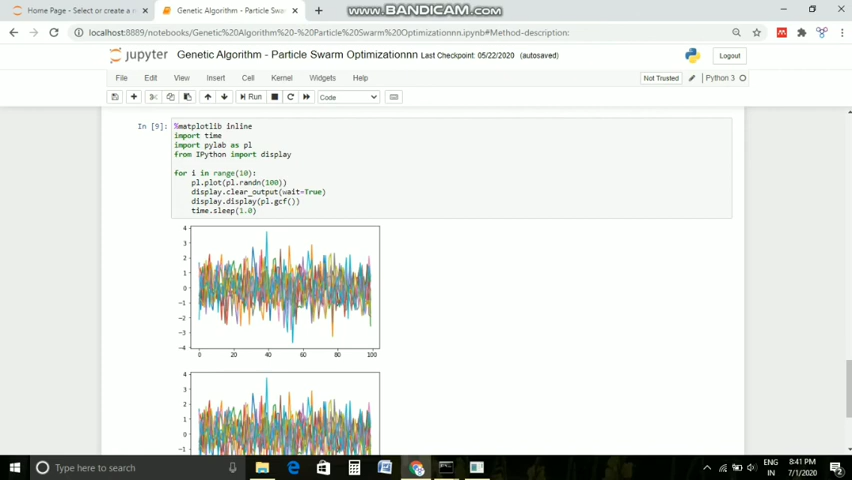 www.BANDICAM.com
Home Page - Select or create a n
Genetic Algorithm - Particle Swa
localhost:8889/notebooks/Genetic%20Algorithm%20-%20Particle%20Swarm%20Optimizationnn.ipynb#Method-description:
jupyter Genetic Algorithm - Particle Swarm Optimizationnn Last Checkpoint: 05/22/2020 (autosaved)
Logout
File Edit View Insert Cell Kernel Widgets Help
Not Trusted
Python 3
Run
Code
In [9]:
%matplotlib inline
import time
import pylab as pl
from IPython import display
for i in range(10):
pl.plot(pl.randn(100))
display.clear_output(wait=True)
display.display(pl.gcf())
time.sleep(1.0)
4
3
2
1
0
−1
−2
−3
−4
0 20 40 60 80 100
4
3
2
1
0
−1
Type here to search
ENG
IN
8:41 PM
7/1/2020
2